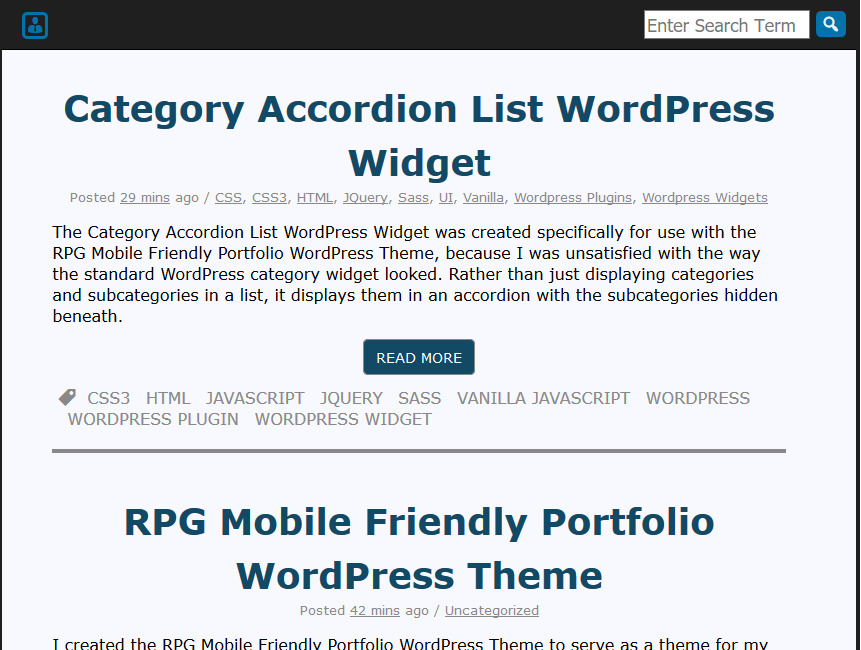 Enter Search Term
Category Accordion List WordPress
Widget
Posted 29 mins ago / CSS, CSS3, HTML, JQuery, Sass, UI, Vanilla, Wordpress Plugins, Wordpress Widgets
The Category Accordion List WordPress Widget was created specifically for use with the
RPG Mobile Friendly Portfolio WordPress Theme, because I was unsatisfied with the way
the standard WordPress category widget looked. Rather than just displaying categories
and subcategories in a list, it displays them in an accordion with the subcategories hidden
beneath.
READ MORE
CSS3 HTML JAVASCRIPT JQUERY SASS VANILLA JAVASCRIPT WORDPRESS
WORDPRESS PLUGIN WORDPRESS WIDGET
RPG Mobile Friendly Portfolio
WordPress Theme
Posted 42 mins ago / Uncategorized
I created the RPG Mobile Friendly Portfolio WordPress Theme to serve as a theme for my